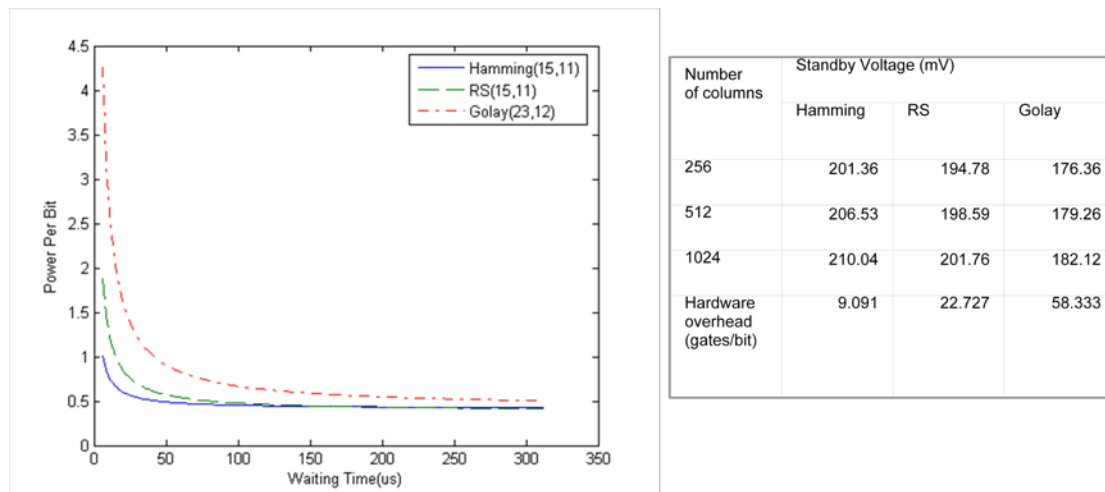 4.5
4
3.5
3
2.5
2
1.5
1
0.5
0
Power Per Bit
Hamming(15,11)
RS(15,11)
Golay(23,12)
0 50 100 150 200 250 300 350
Waiting Time(us)
Number of columns
Standby Voltage (mV)
Hamming RS Golay
256 201.36 194.78 176.36
512 206.53 198.59 179.26
1024 210.04 201.76 182.12
Hardware overhead (gates/bit) 9.091 22.727 58.333